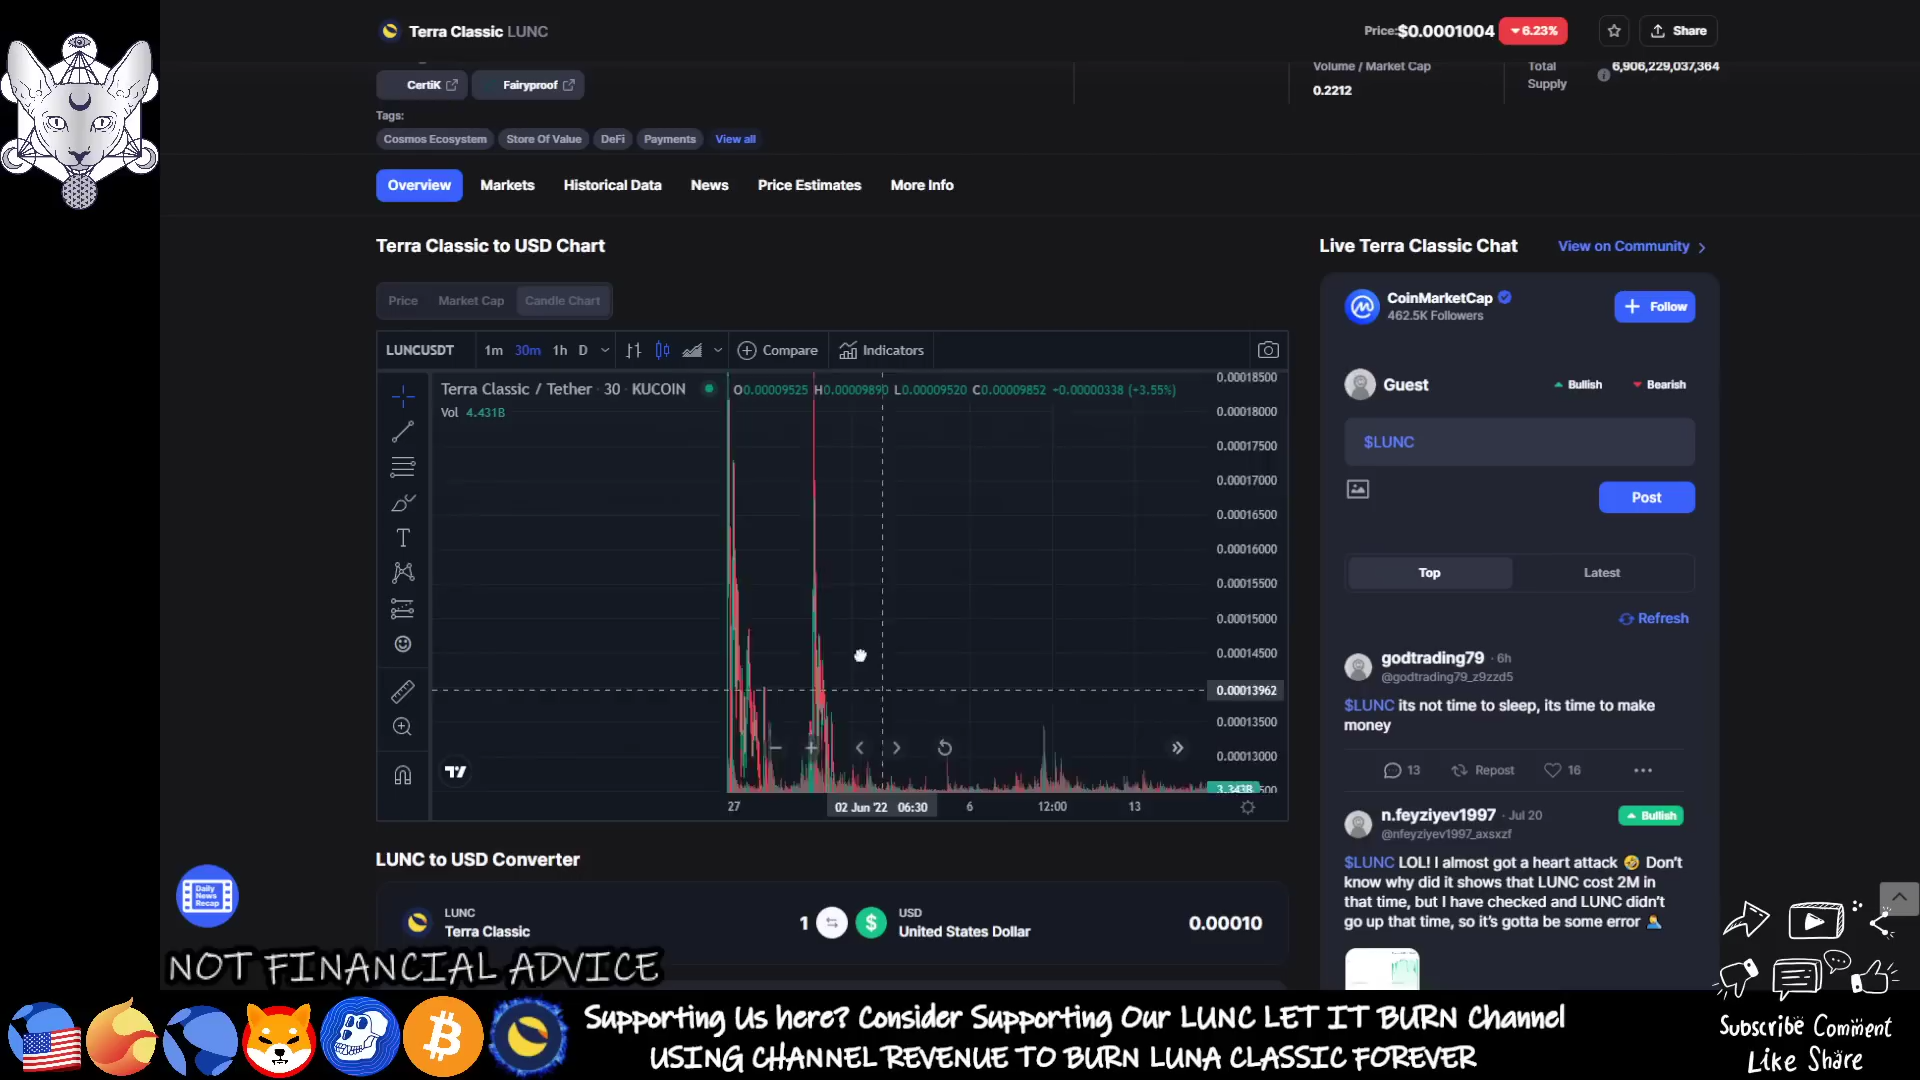 Terra Classic LUNC
Price:$0.0001004 6.23%
Share
CertiK
Fairyproof
Volume / Market Cap
0.2212
Total
Supply
6,906,229,037,364
Tags:
Cosmos Ecosystem
Store Of Value
DeFi
Payments
View all
Overview
Markets
Historical Data
News
Price Estimates
More Info
Terra Classic to USD Chart
Price
Market Cap
Candle Chart
LUNCUSDT
1m
30m
1h
D
Compare
Indicators
Terra Classic / Tether · 30 · KUCOIN
O0.00009525 H0.00009890 L0.00009520 C0.00009852 +0.00000338 (+3.55%)
Vol 4.431B
0.00018500
0.00018000
0.00017500
0.00017000
0.00016500
0.00016000
0.00015500
0.00015000
0.00014500
0.00013962
0.00013500
0.00013000
3.343B
500
27
02 Jun '22 06:30
6
12:00
13
LUNC to USD Converter
LUNC
Terra Classic
1
USD
United States Dollar
0.00010
Live Terra Classic Chat
View on Community
CoinMarketCap
462.5K Followers
Follow
Guest
Bullish
Bearish
$LUNC
Post
Top
Latest
Refresh
godtrading79 · 6h
@godtrading79_z9zzd5
$LUNC its not time to sleep, its time to make
money
13
Repost
16
n.feyziyev1997 · Jul 20
Bullish
@nfeyziyev1997_axsxzf
$LUNC LOL! I almost got a heart attack 🤣 Don't
know why did it shows that LUNC cost 2M in
that time, but I have checked and LUNC didn't
go up that time, so it's gotta be some error 🤦‍♂️
Daily
News
Recap
NOT FINANCIAL ADVICE
Supporting Us here? Consider Supporting Our LUNC LET IT BURN Channel
USING CHANNEL REVENUE TO BURN LUNA CLASSIC FOREVER
Subscribe Comment
Like Share